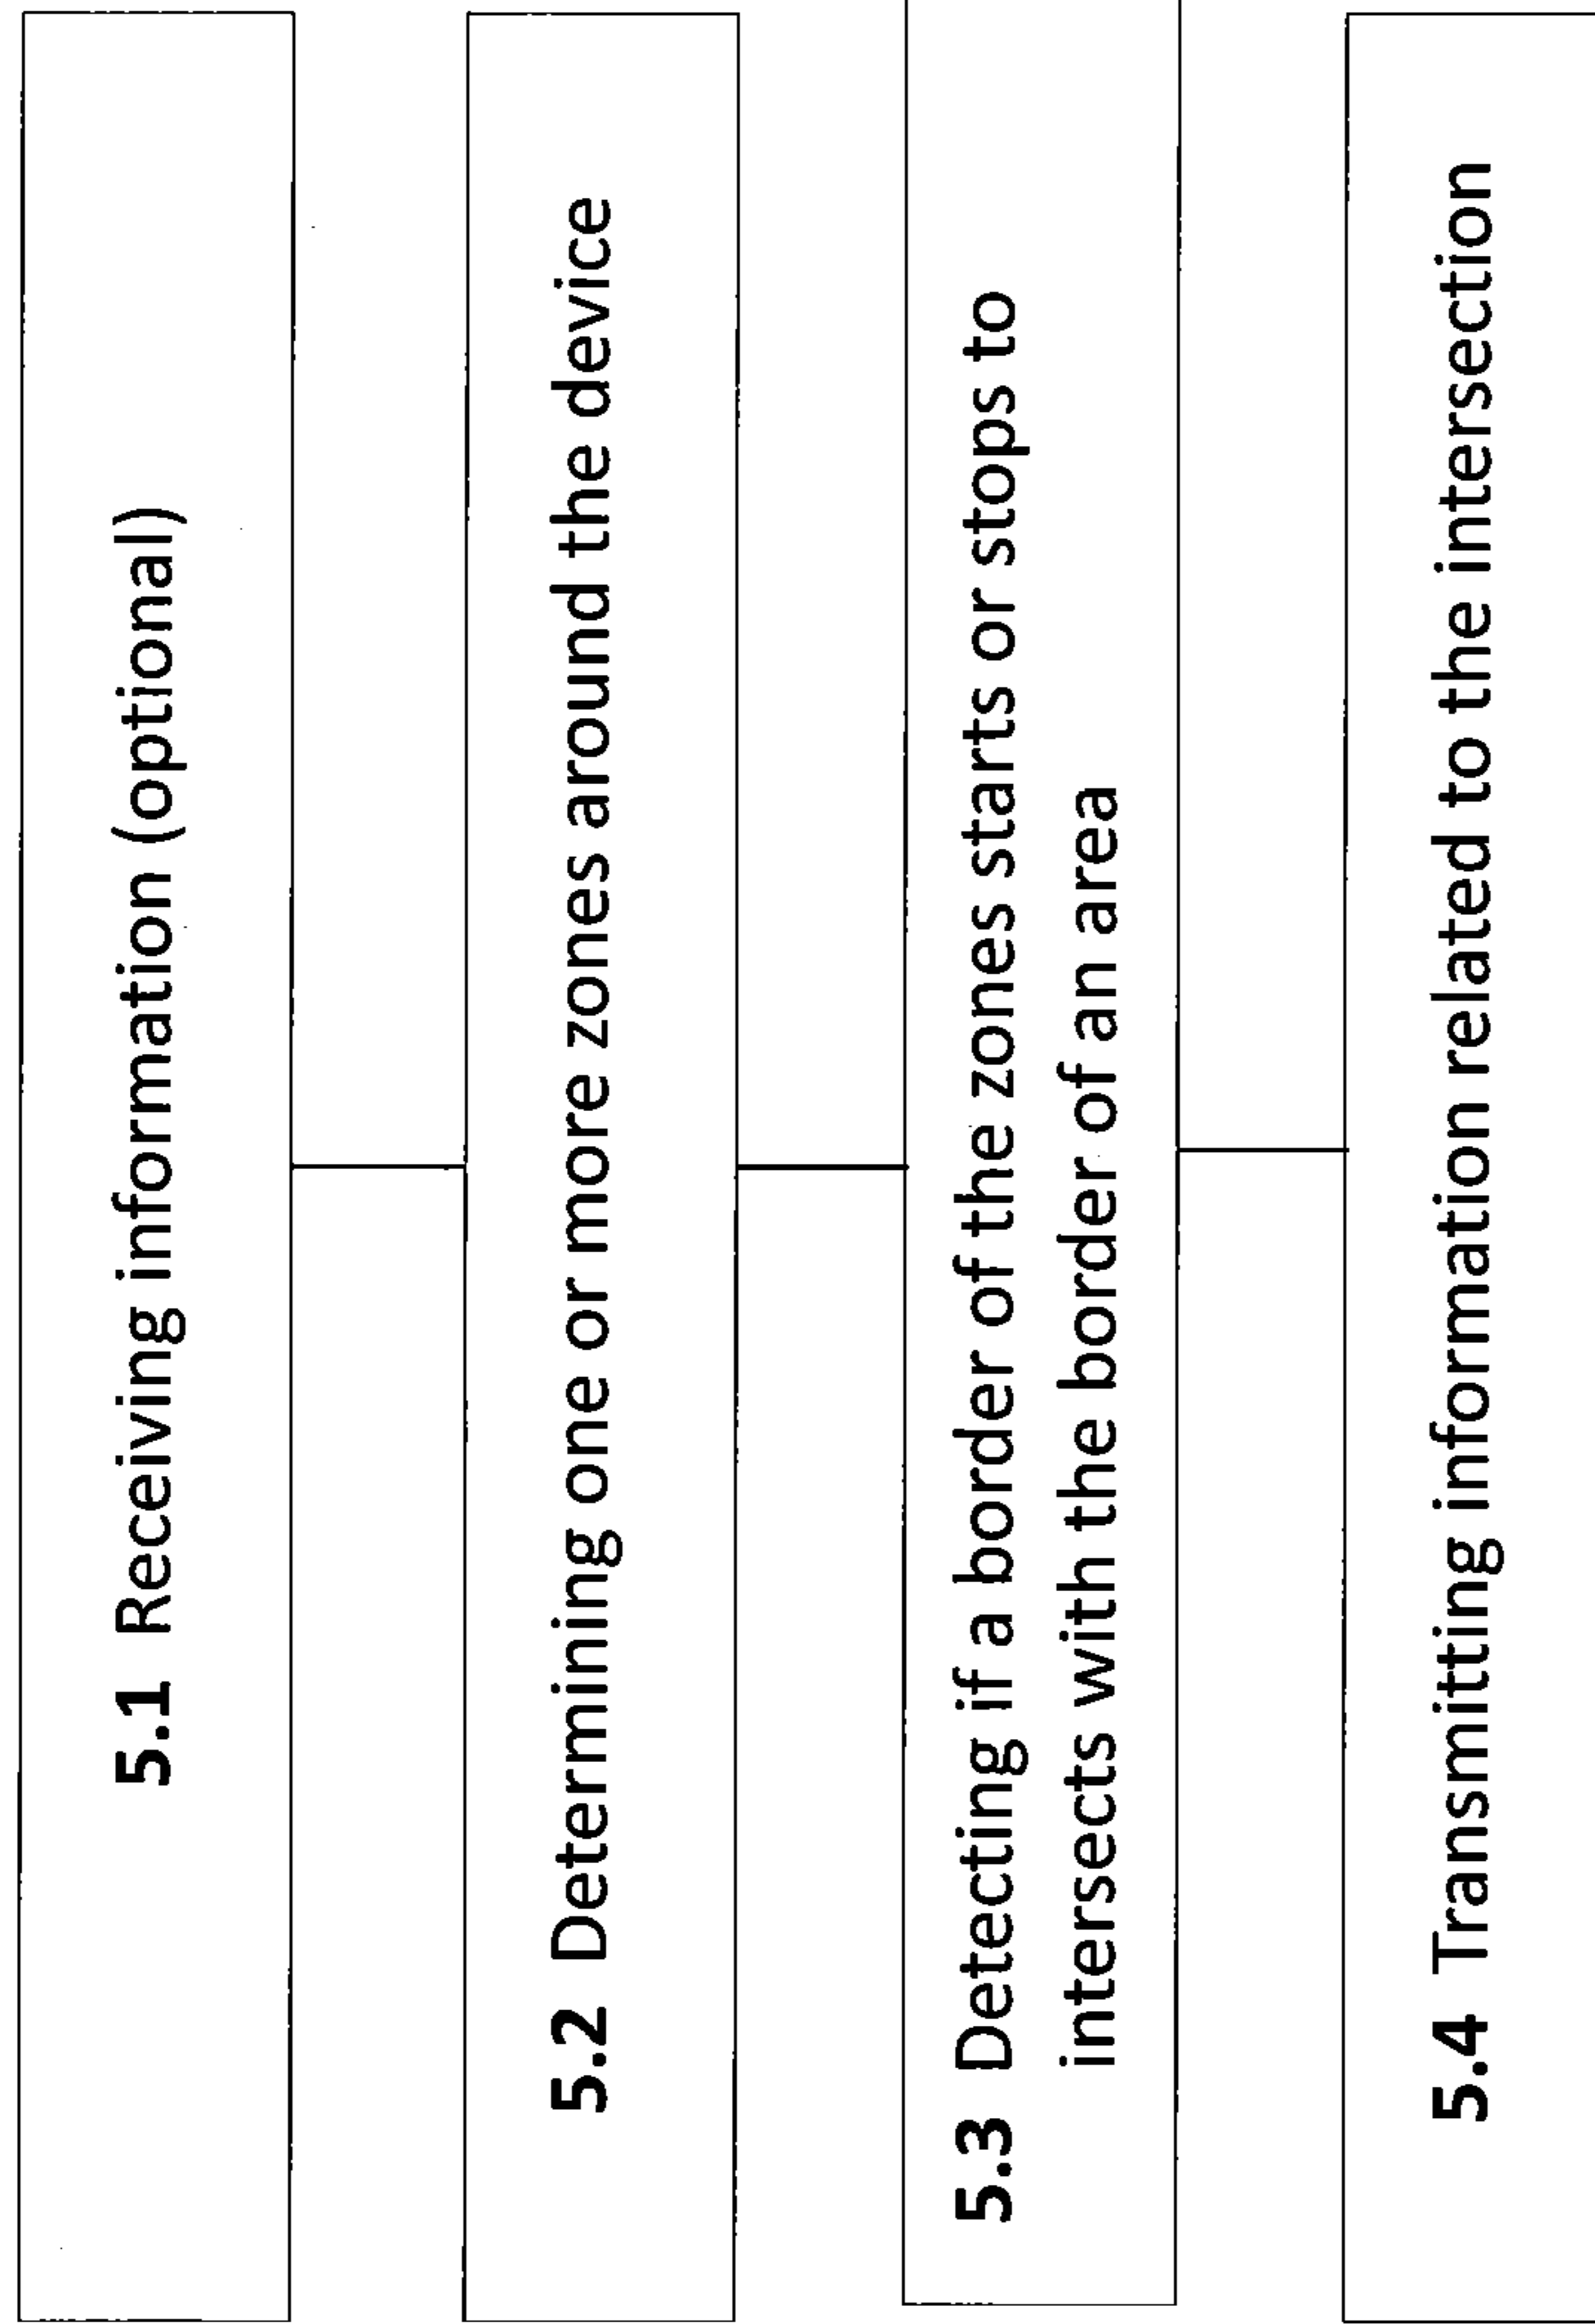 5.1 Receiving information (optional)
5.2 Determining one or more zones around the device
5.3 Detecting if a border of the zones starts or stops to
intersects with the border of an area
5.4 Transmitting information related to the intersection